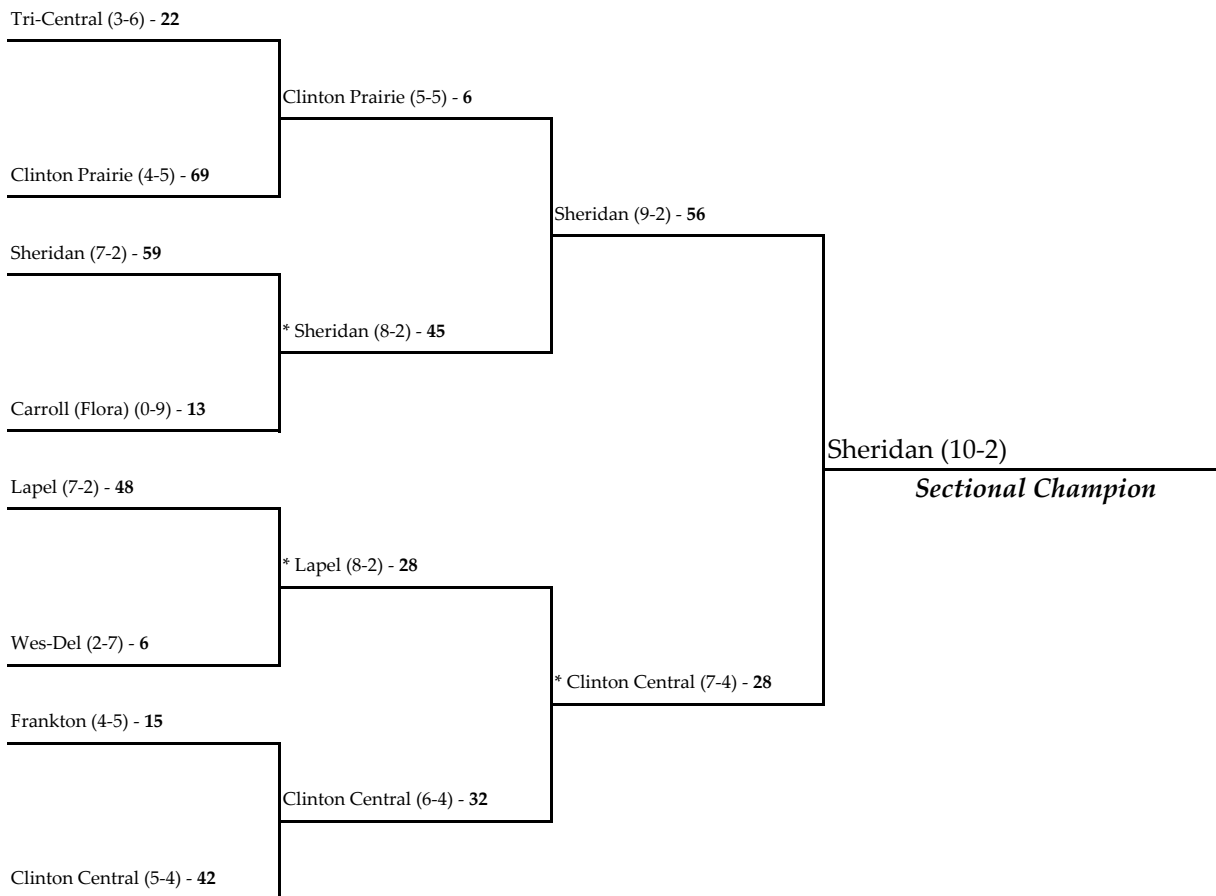 Tri-Central (3-6) - 22
Clinton Prairie (5-5) - 6
Clinton Prairie (4-5) - 69
Sheridan (9-2) - 56
Sheridan (7-2) - 59
* Sheridan (8-2) - 45
Carroll (Flora) (0-9) - 13
Sheridan (10-2)
Sectional Champion
Lapel (7-2) - 48
* Lapel (8-2) - 28
Wes-Del (2-7) - 6
* Clinton Central (7-4) - 28
Frankton (4-5) - 15
Clinton Central (6-4) - 32
Clinton Central (5-4) - 42